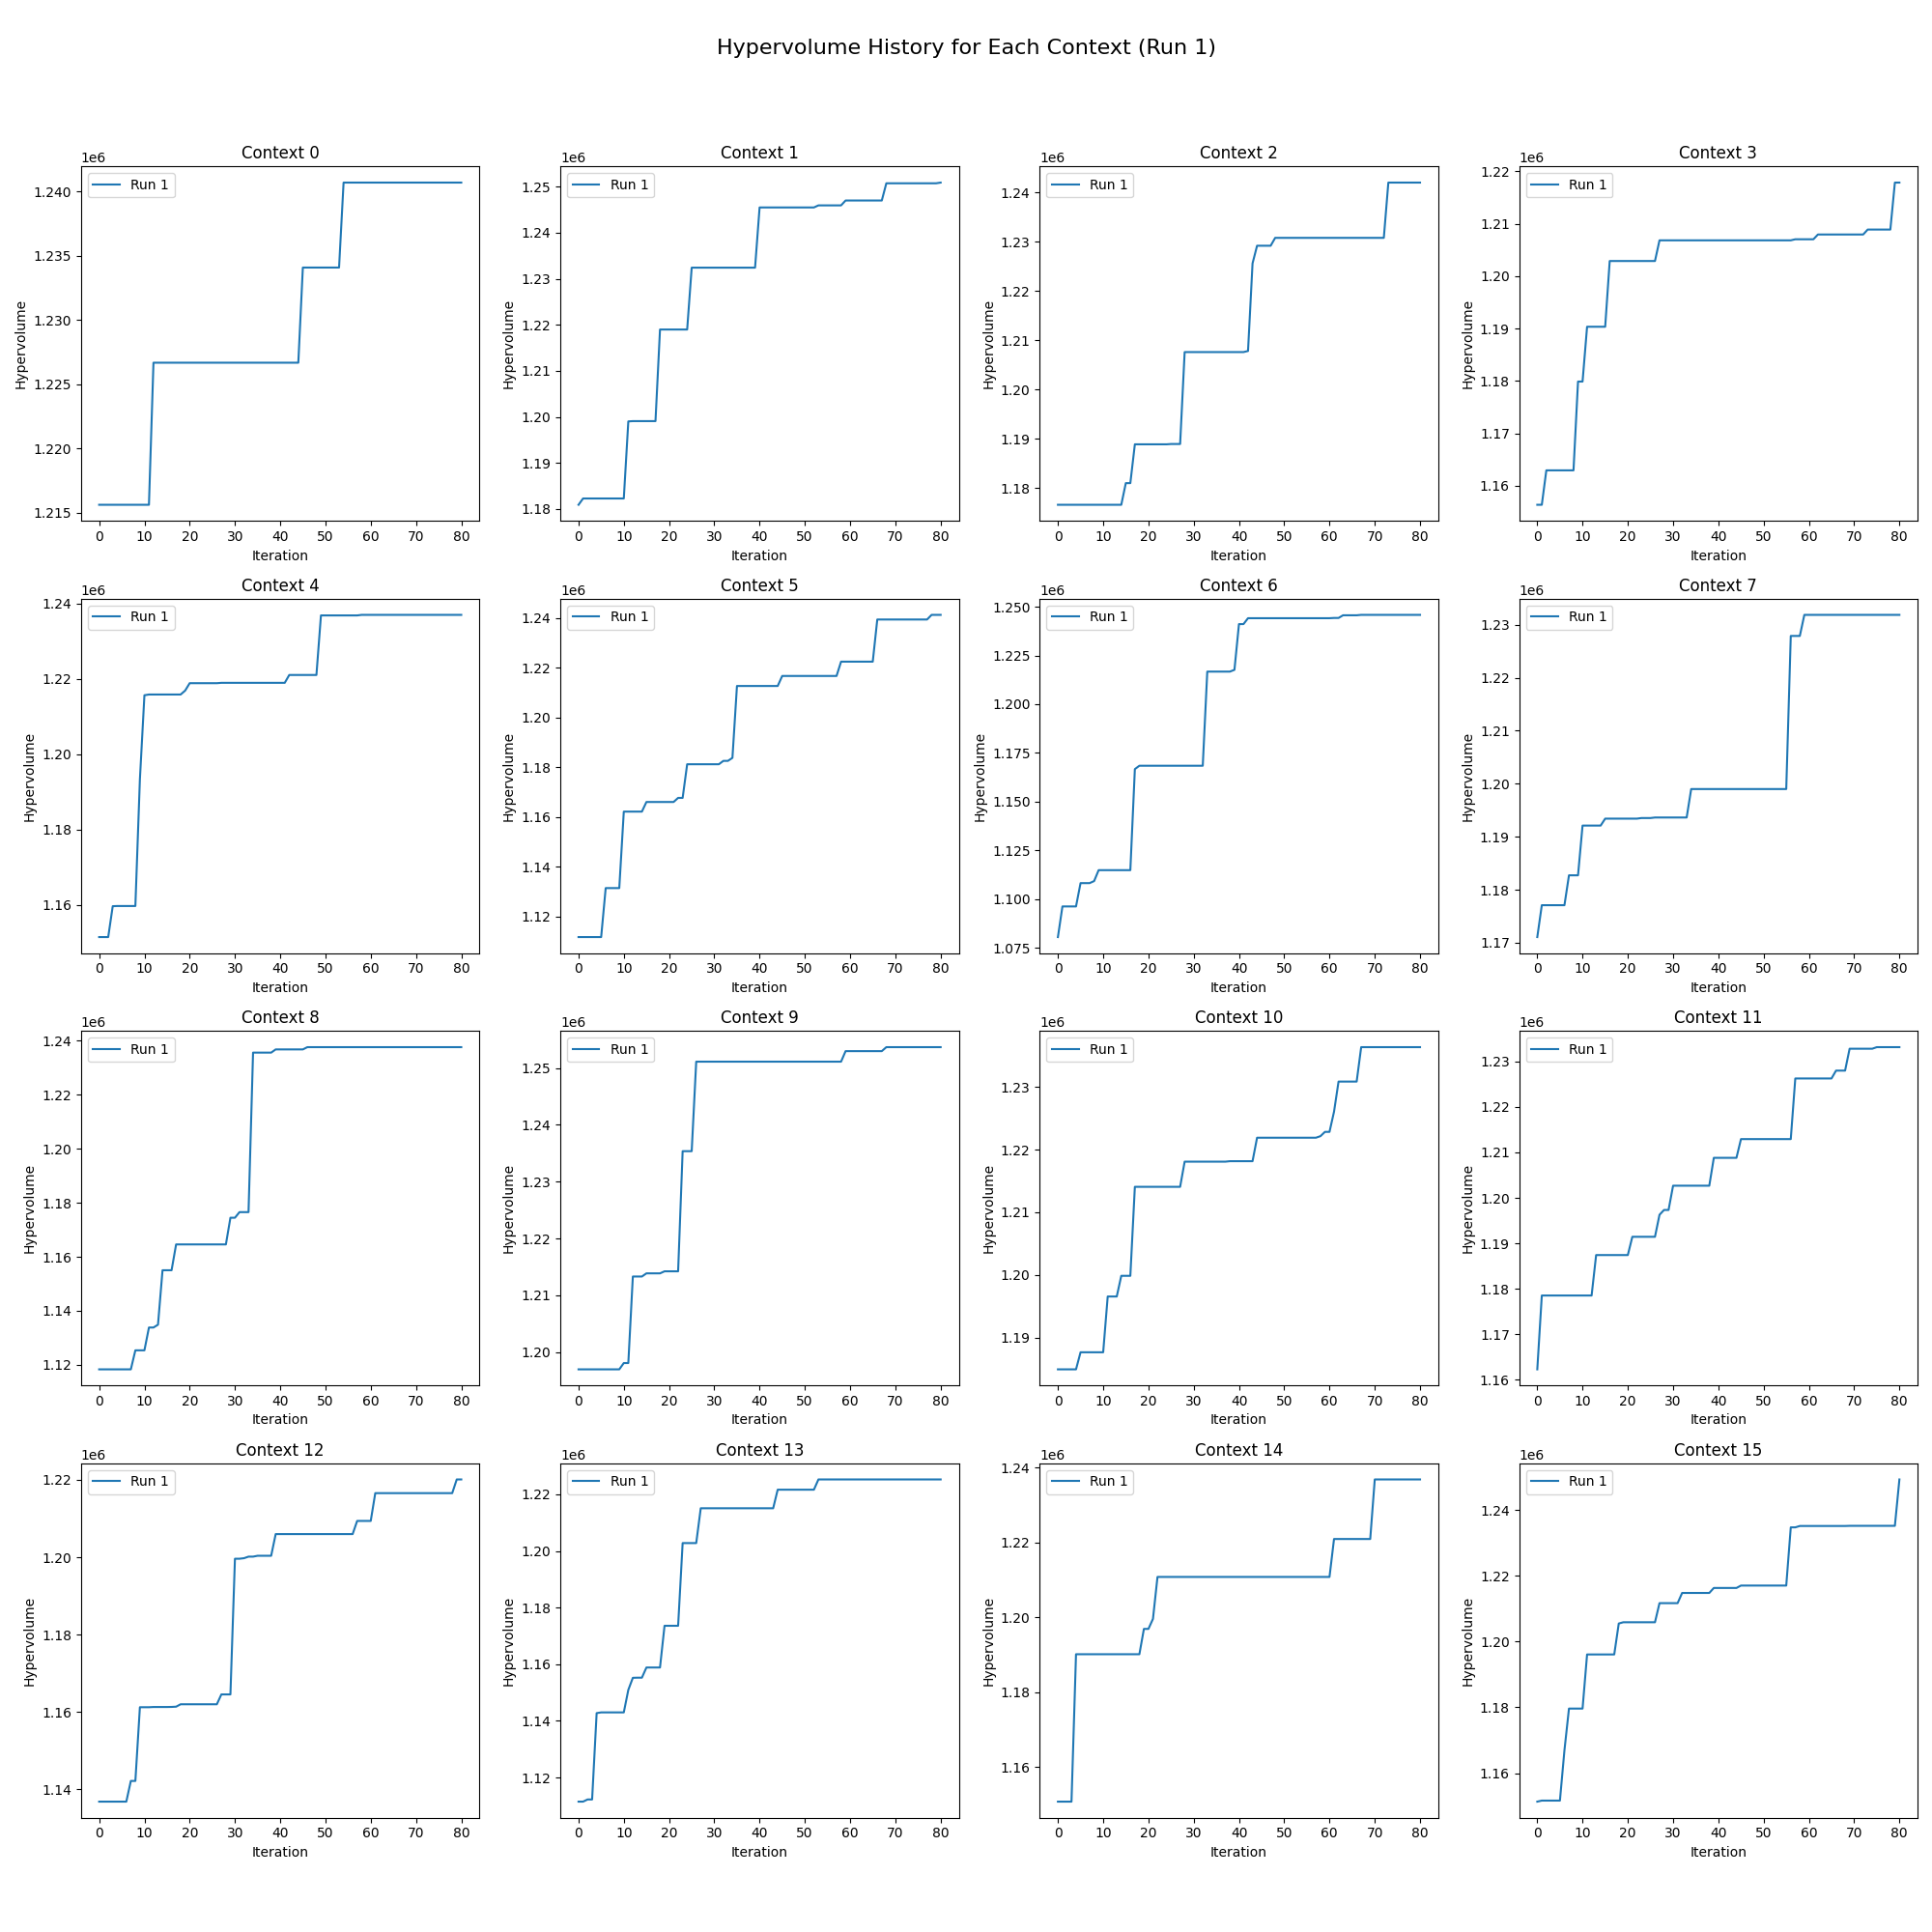 Hypervolume History for Each Context (Run 1)
Context 0
1e6
Run 1
1.240
1.235
1.230
1.225
1.220
1.215
Hypervolume
0 10 20 30 40 50 60 70 80
Iteration
Context 1
1e6
Run 1
1.25
1.24
1.23
1.22
1.21
1.20
1.19
1.18
Hypervolume
0 10 20 30 40 50 60 70 80
Iteration
Context 2
1e6
Run 1
1.24
1.23
1.22
1.21
1.20
1.19
1.18
Hypervolume
0 10 20 30 40 50 60 70 80
Iteration
Context 3
1e6
Run 1
1.22
1.21
1.20
1.19
1.18
1.17
1.16
Hypervolume
0 10 20 30 40 50 60 70 80
Iteration
Context 4
1e6
Run 1
1.24
1.22
1.20
1.18
1.16
Hypervolume
0 10 20 30 40 50 60 70 80
Iteration
Context 5
1e6
Run 1
1.24
1.22
1.20
1.18
1.16
1.14
1.12
Hypervolume
0 10 20 30 40 50 60 70 80
Iteration
Context 6
1e6
Run 1
1.250
1.225
1.200
1.175
1.150
1.125
1.100
1.075
Hypervolume
0 10 20 30 40 50 60 70 80
Iteration
Context 7
1e6
Run 1
1.23
1.22
1.21
1.20
1.19
1.18
1.17
Hypervolume
0 10 20 30 40 50 60 70 80
Iteration
Context 8
1e6
Run 1
1.24
1.22
1.20
1.18
1.16
1.14
1.12
Hypervolume
0 10 20 30 40 50 60 70 80
Iteration
Context 9
1e6
Run 1
1.25
1.24
1.23
1.22
1.21
1.20
Hypervolume
0 10 20 30 40 50 60 70 80
Iteration
Context 10
1e6
Run 1
1.23
1.22
1.21
1.20
1.19
Hypervolume
0 10 20 30 40 50 60 70 80
Iteration
Context 11
1e6
Run 1
1.23
1.22
1.21
1.20
1.19
1.18
1.17
1.16
Hypervolume
0 10 20 30 40 50 60 70 80
Iteration
Context 12
1e6
Run 1
1.22
1.20
1.18
1.16
1.14
Hypervolume
0 10 20 30 40 50 60 70 80
Iteration
Context 13
1e6
Run 1
1.22
1.20
1.18
1.16
1.14
1.12
Hypervolume
0 10 20 30 40 50 60 70 80
Iteration
Context 14
1e6
Run 1
1.24
1.22
1.20
1.18
1.16
Hypervolume
0 10 20 30 40 50 60 70 80
Iteration
Context 15
1e6
Run 1
1.24
1.22
1.20
1.18
1.16
Hypervolume
0 10 20 30 40 50 60 70 80
Iteration